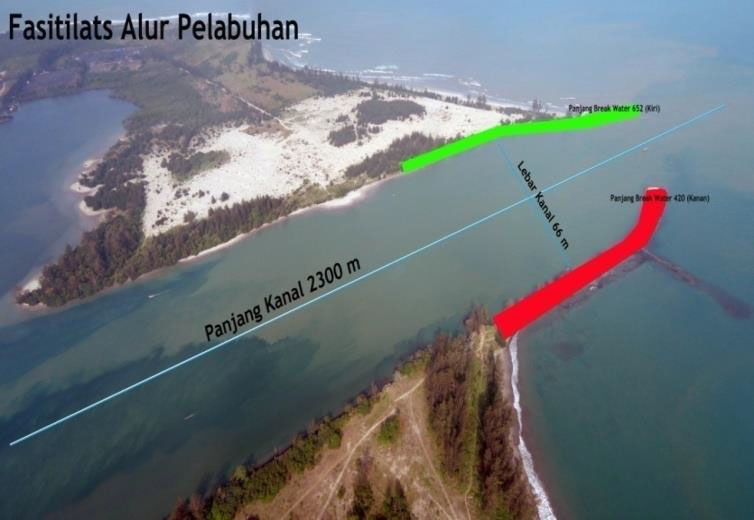 Fasitilats Alur Pelabuhan
Panjang Break Water 652 (Kiri)
Lebar Kanal 66 m
Panjang Break Water 420 (Kanan)
Panjang Kanal 2300 m